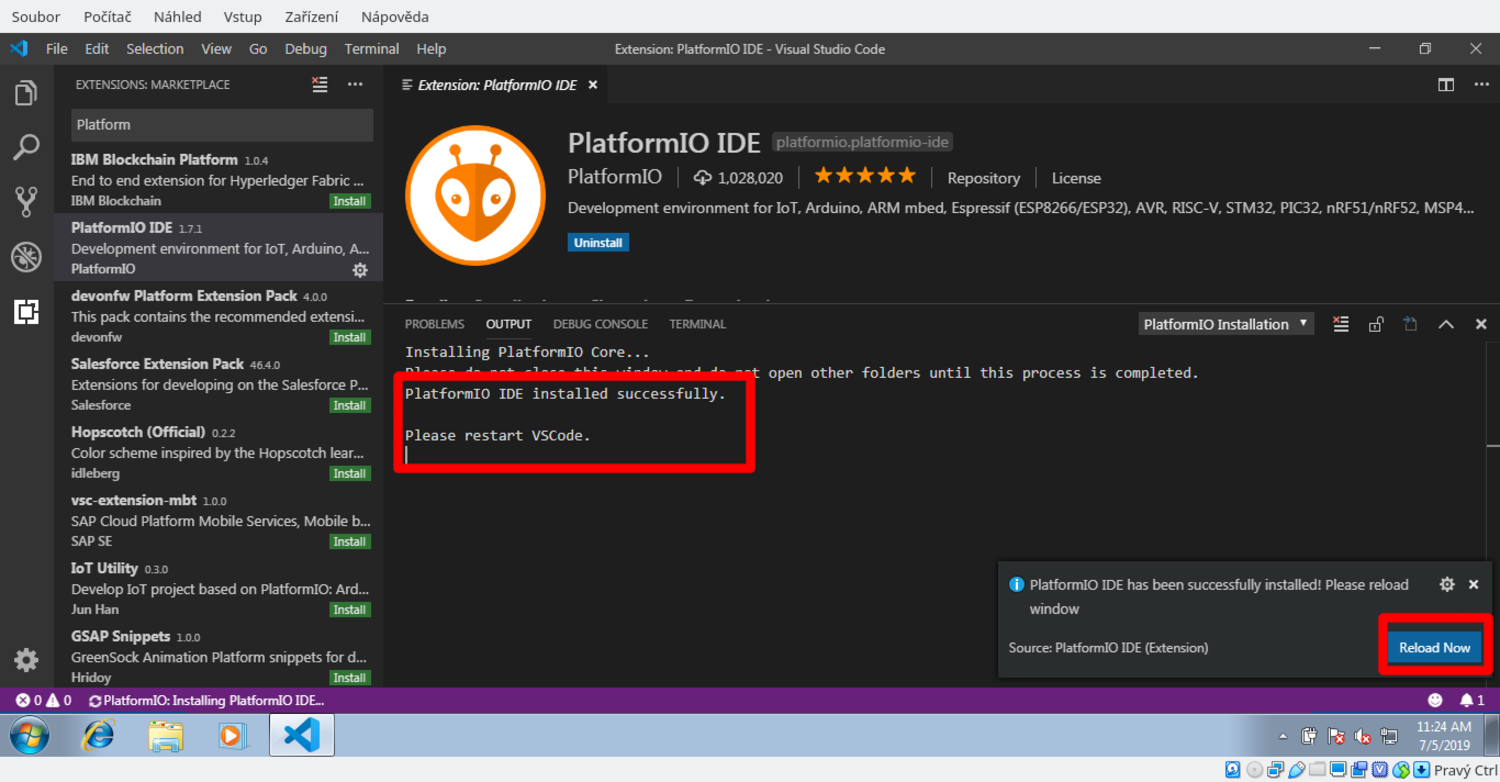 Soubor Počítač Náhled Vstup Zařízení Nápověda
File Edit Selection View Go Debug Terminal Help Extension: PlatformIO IDE - Visual Studio Code
EXTENSIONS: MARKETPLACE
Platform
IBM Blockchain Platform 1.0.4
End to end extension for Hyperledger Fabric ...
IBM Blockchain Install
PlatformIO IDE 1.7.1
Development environment for IoT, Arduino, A...
PlatformIO
devonfw Platform Extension Pack 4.0.0
This pack contains the recommended extensi...
devonfw Install
Salesforce Extension Pack 46.4.0
Extensions for developing on the Salesforce P...
Salesforce Install
Hopscotch (Official) 0.2.2
Color scheme inspired by the Hopscotch lear...
idleberg Install
vsc-extension-mbt 1.0.0
SAP Cloud Platform Mobile Services, Mobile b...
SAP SE Install
IoT Utility 0.3.0
Develop IoT project based on PlatformIO: Ard...
Jun Han Install
GSAP Snippets 1.0.0
GreenSock Animation Platform snippets for d...
Hridoy Install
Extension: PlatformIO IDE
PlatformIO IDE platformio.platformio-ide
PlatformIO 1,028,020 Repository License
Development environment for IoT, Arduino, ARM mbed, Espressif (ESP8266/ESP32), AVR, RISC-V, STM32, PIC32, nRF51/nRF52, MSP4...
Uninstall
PROBLEMS OUTPUT DEBUG CONSOLE TERMINAL PlatformIO Installation
Installing PlatformIO Core...
Please do not close this window and do not open other folders until this process is completed.
PlatformIO IDE installed successfully.
Please restart VSCode.
PlatformIO IDE has been successfully installed! Please reload
window
Source: PlatformIO IDE (Extension) Reload Now
0 0 PlatformIO: Installing PlatformIO IDE... 1
11:24 AM
7/5/2019
Pravý Ctrl